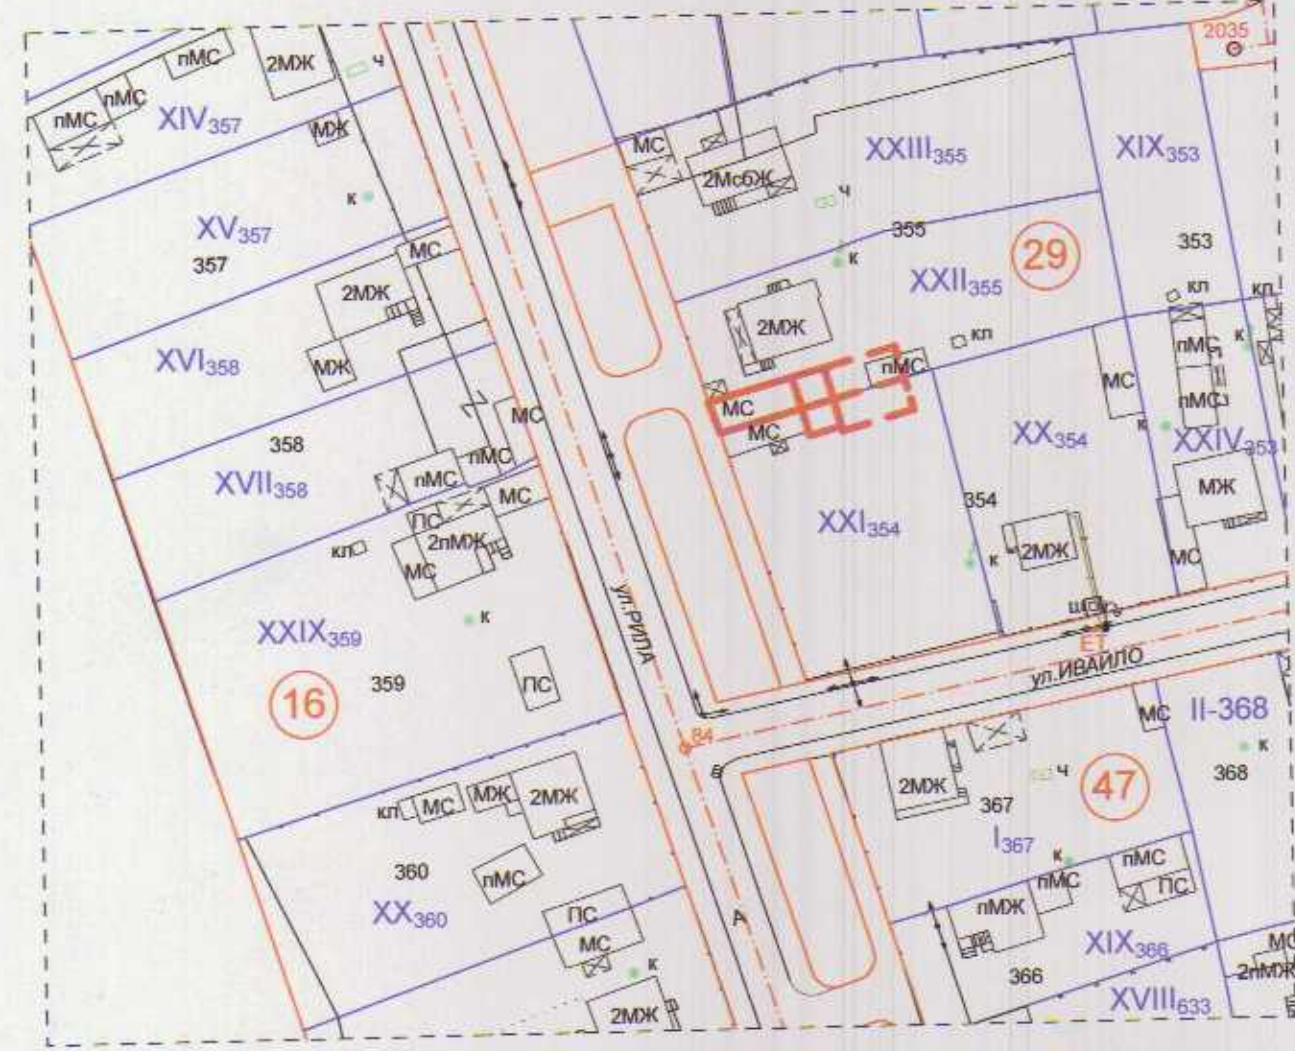 2035
пМС
2МЖ
Ч
пМС
пМС
XIV357
МЖ
МС
XXIII355
XIX353
2МсбЖ
Ч
к
XV357
357
МС
355
к
29
353
XXII355
2МЖ
кл
кл
2МЖ
кл
к
XVI358
МЖ
пМС
пМС
МС
МС
МС
пМС
МС
к
358
XX354
XXIV353
пМС
XVII358
пМС
МС
354
МЖ
XXI354
ПС
2пМЖ
кл
МС
к
2МЖ
МС
ул.РИЛА
к
XXIX359
ЕТ
359
ПС
ул.ИВАЙЛО
16
МС
II-368
84
к
Ч
368
2МЖ
47
кл
МС
МЖ
2МЖ
367
I367
к
360
пМС
пМС
пМС
ПС
XX360
ПС
А
пМЖ
МС
XIX366
МС
к
366
2пМЖ
2МЖ
XVIII633